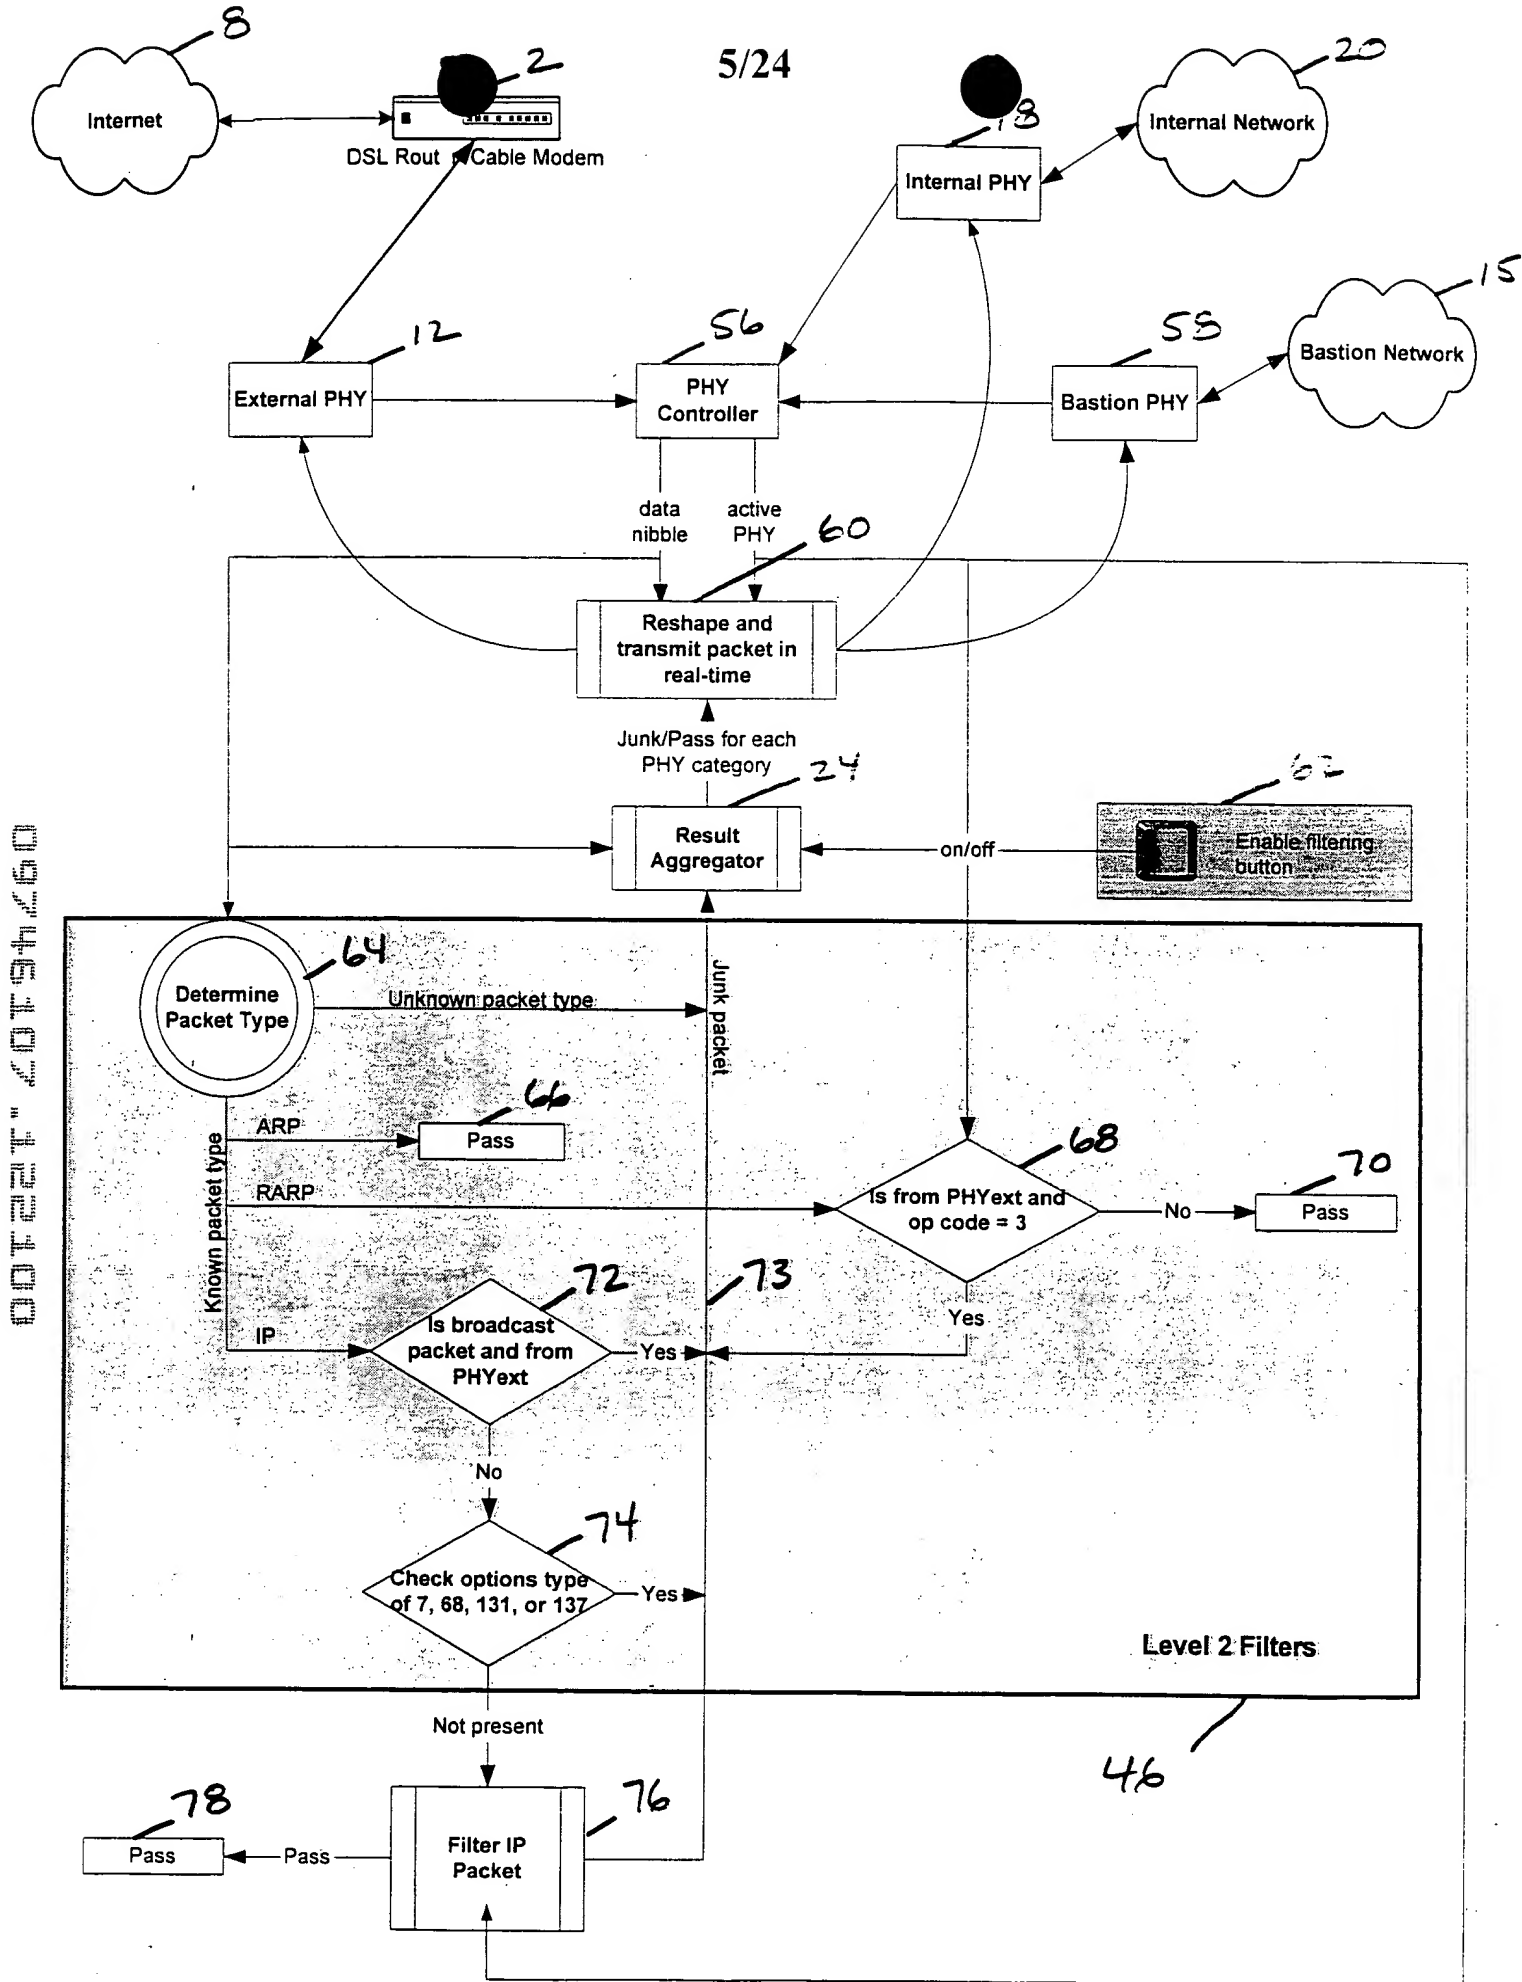 8
2
5/24
18
20
Internet
Internal Network
DSL Rout Cable Modem
Internal PHY
15
12
56
58
Bastion Network
External PHY
PHY
Controller
Bastion PHY
data
nibble
active
PHY
60
Reshape and
transmit packet in
real-time
Junk/Pass for each
PHY category
24
62
Result
Aggregator
on/off
Enable filtering
button
09745107 . 122100
64
Determine
Packet Type
Unknown packet type
Junk packet
66
ARP
Pass
68
70
Known packet type
RARP
Is from PHYext and
op code = 3
No
Pass
72
73
Is broadcast
packet and from
PHYext
IP
Yes
Yes
No
74
Check options type
of 7, 68, 131, or 137
Yes
Level 2 Filters
Not present
46
78
76
Pass
Pass
Filter IP
Packet